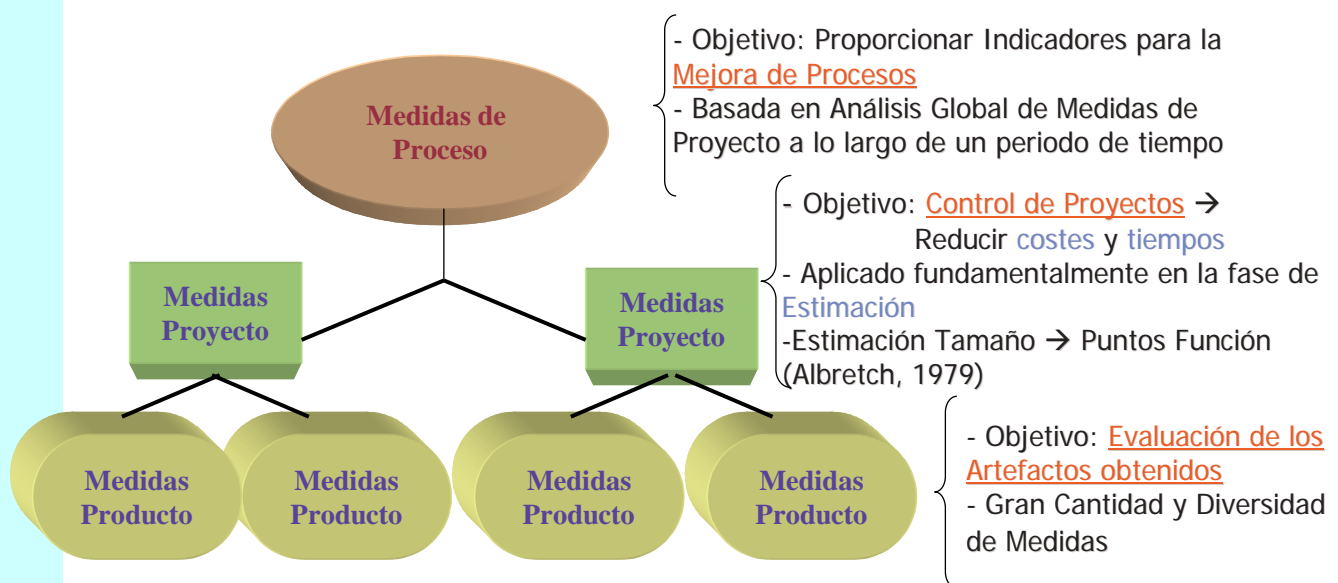 - Objetivo: Proporcionar Indicadores para la
Mejora de Procesos
- Basada en Análisis Global de Medidas de
Proyecto a lo largo de un periodo de tiempo
Medidas de
Proceso
- Objetivo: Control de Proyectos →
Reducir costes y tiempos
- Aplicado fundamentalmente en la fase de
Estimación
-Estimación Tamaño → Puntos Función
(Albretch, 1979)
Medidas
Proyecto
Medidas
Proyecto
- Objetivo: Evaluación de los
Artefactos obtenidos
- Gran Cantidad y Diversidad
de Medidas
Medidas
Producto
Medidas
Producto
Medidas
Producto
Medidas
Producto